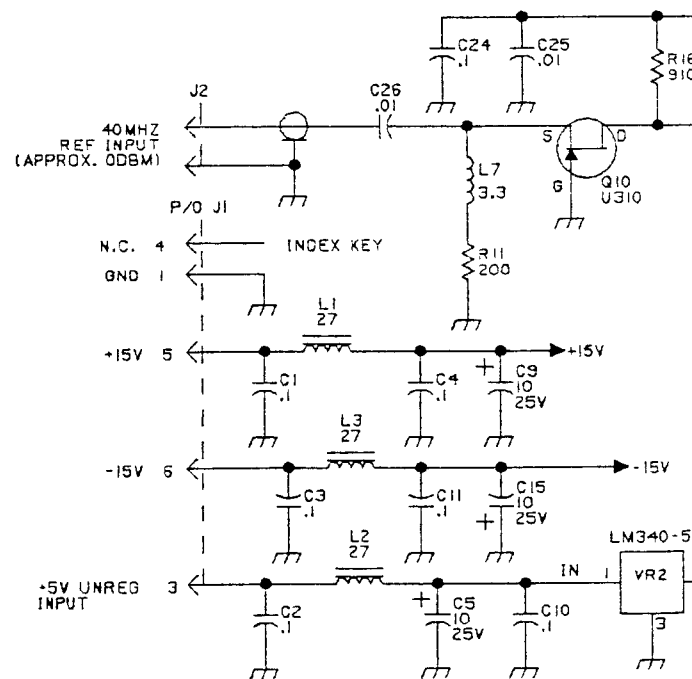 C24
.1
C25
.01
R16
910
J2
C26
.01
40MHZ
REF INPUT
(APPROX. 0DBM)
S
D
G
Q10
U310
L7
3.3
P/O J1
N.C. 4
INDEX KEY
GND 1
R11
200
L1
27
+15V 5
+15V
C1
.1
C4
.1
+
C9
10
25V
L3
27
-15V 6
-15V
C3
.1
C11
.1
C15
10
25V
+
L2
27
LM340-5
+5V UNREG 3
INPUT
IN
1
VR2
3
C2
.1
+
C5
10
25V
C10
.1